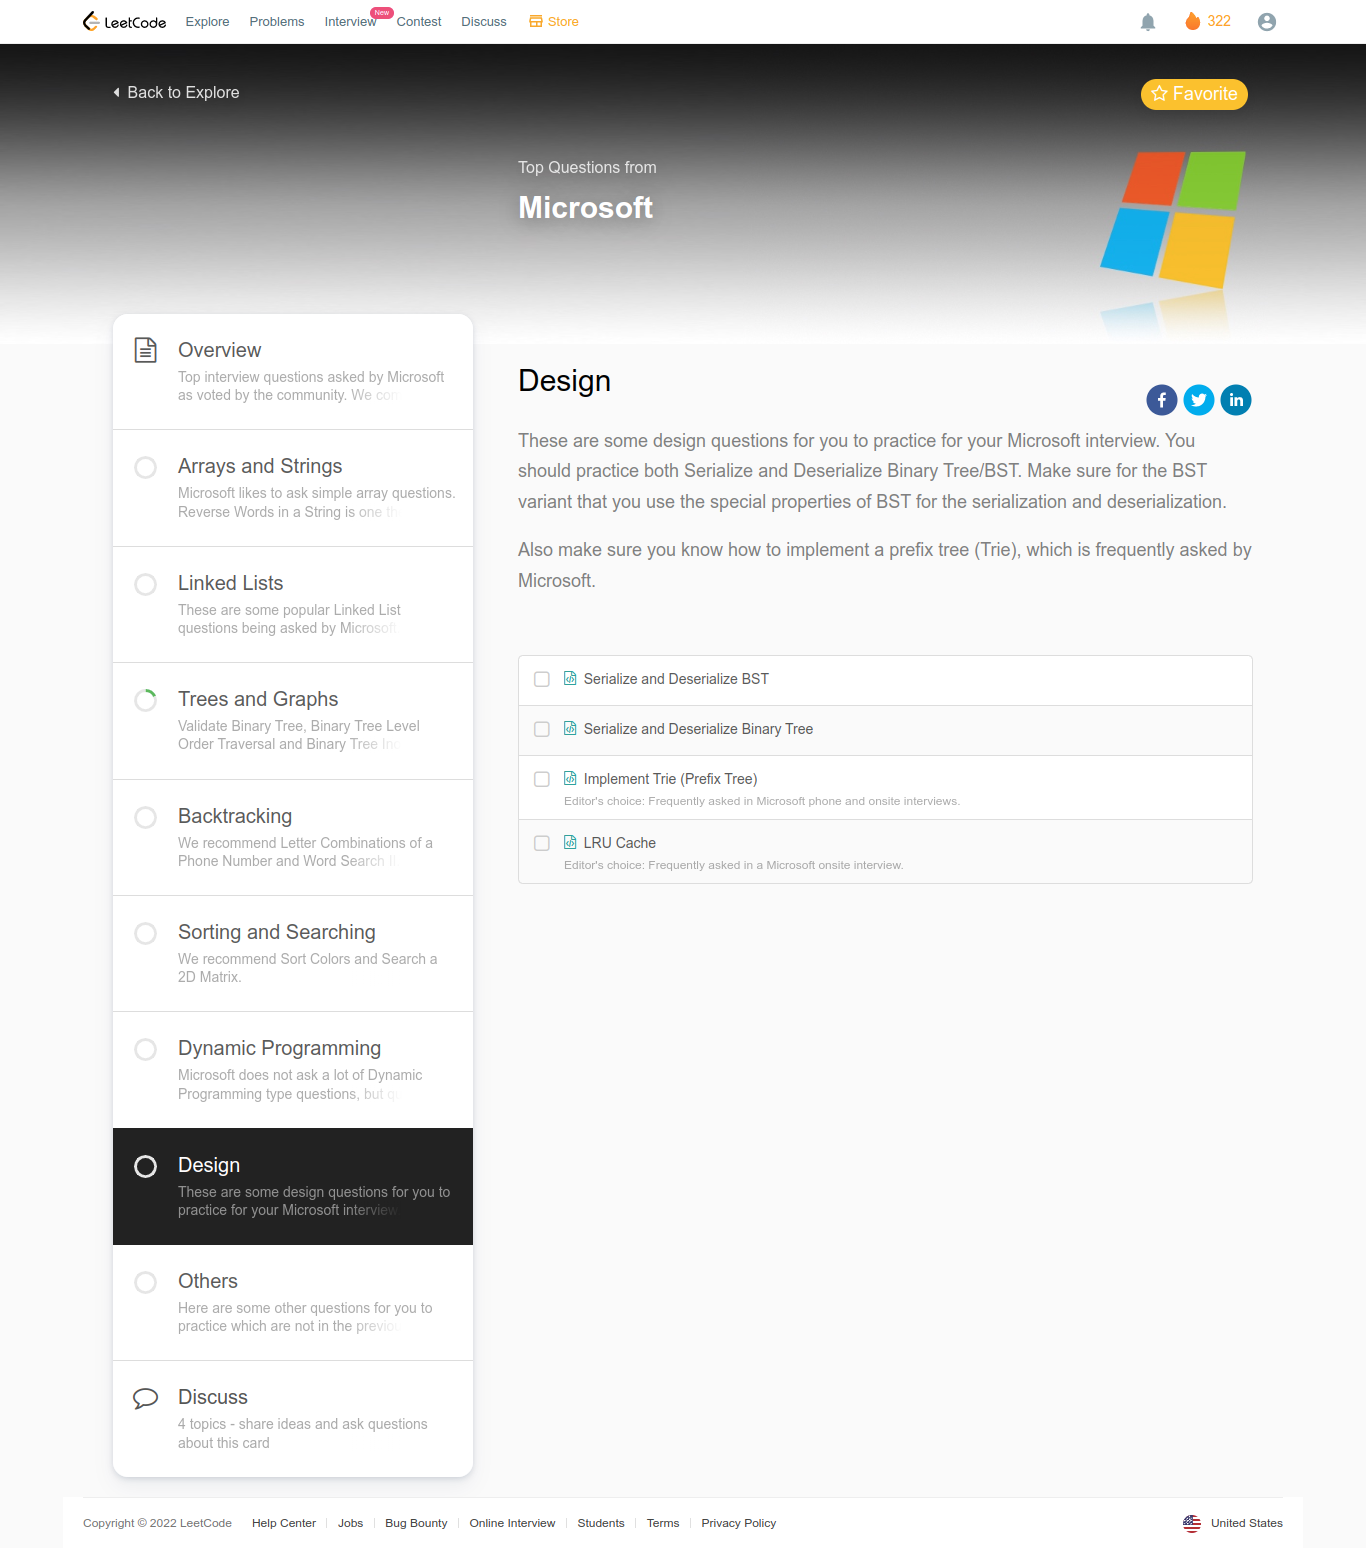 LeetCode Explore Problems Interview New Contest Discuss Store 322
Back to Explore
Favorite
Top Questions from
Microsoft
Overview
Top interview questions asked by Microsoft
as voted by the community. We
Arrays and Strings
Microsoft likes to ask simple array questions.
Reverse Words in a String is one
Linked Lists
These are some popular Linked List
questions being asked by Microsoft.
Trees and Graphs
Validate Binary Tree, Binary Tree Level
Order Traversal and Binary Tree
Backtracking
We recommend Letter Combinations of a
Phone Number and Word Search
Sorting and Searching
We recommend Sort Colors and Search a
2D Matrix.
Dynamic Programming
Microsoft does not ask a lot of Dynamic
Programming type questions, but
Design
These are some design questions for you to
practice for your Microsoft interview.
Others
Here are some other questions for you to
practice which are not in the
Discuss
4 topics - share ideas and ask questions
about this card
Design
These are some design questions for you to practice for your Microsoft interview. You
should practice both Serialize and Deserialize Binary Tree/BST. Make sure for the BST
variant that you use the special properties of BST for the serialization and deserialization.
Also make sure you know how to implement a prefix tree (Trie), which is frequently asked by
Microsoft.
Serialize and Deserialize BST
Serialize and Deserialize Binary Tree
Implement Trie (Prefix Tree)
Editor's choice: Frequently asked in Microsoft phone and onsite interviews.
LRU Cache
Editor's choice: Frequently asked in a Microsoft onsite interview.
Copyright © 2022 LeetCode Help Center Jobs Bug Bounty Online Interview Students Terms Privacy Policy United States